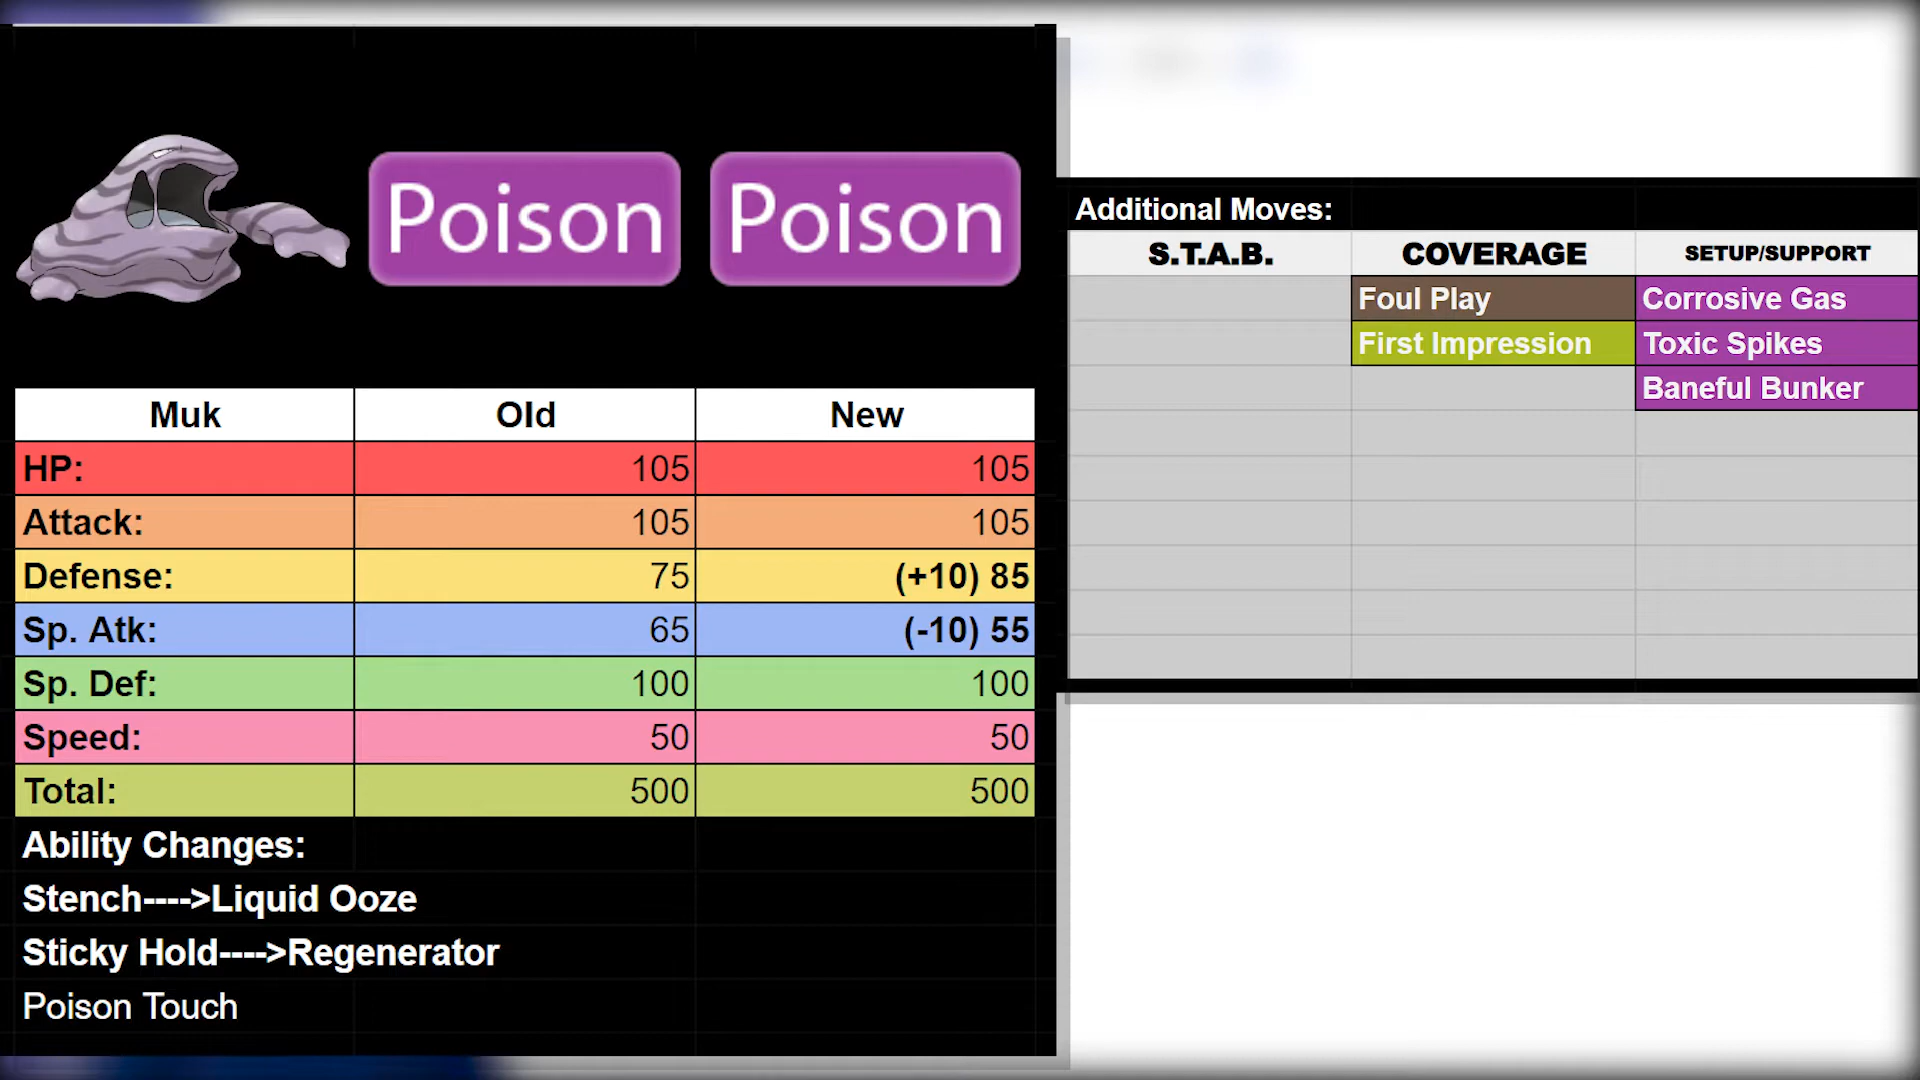 Poison Poison
Muk Old New
HP: 105 105
Attack: 105 105
Defense: 75 (+10) 85
Sp. Atk: 65 (-10) 55
Sp. Def: 100 100
Speed: 50 50
Total: 500 500
Ability Changes:
Stench---->Liquid Ooze
Sticky Hold---->Regenerator
Poison Touch
Additional Moves:
S.T.A.B. COVERAGE SETUP/SUPPORT
Foul Play Corrosive Gas
First Impression Toxic Spikes
Baneful Bunker